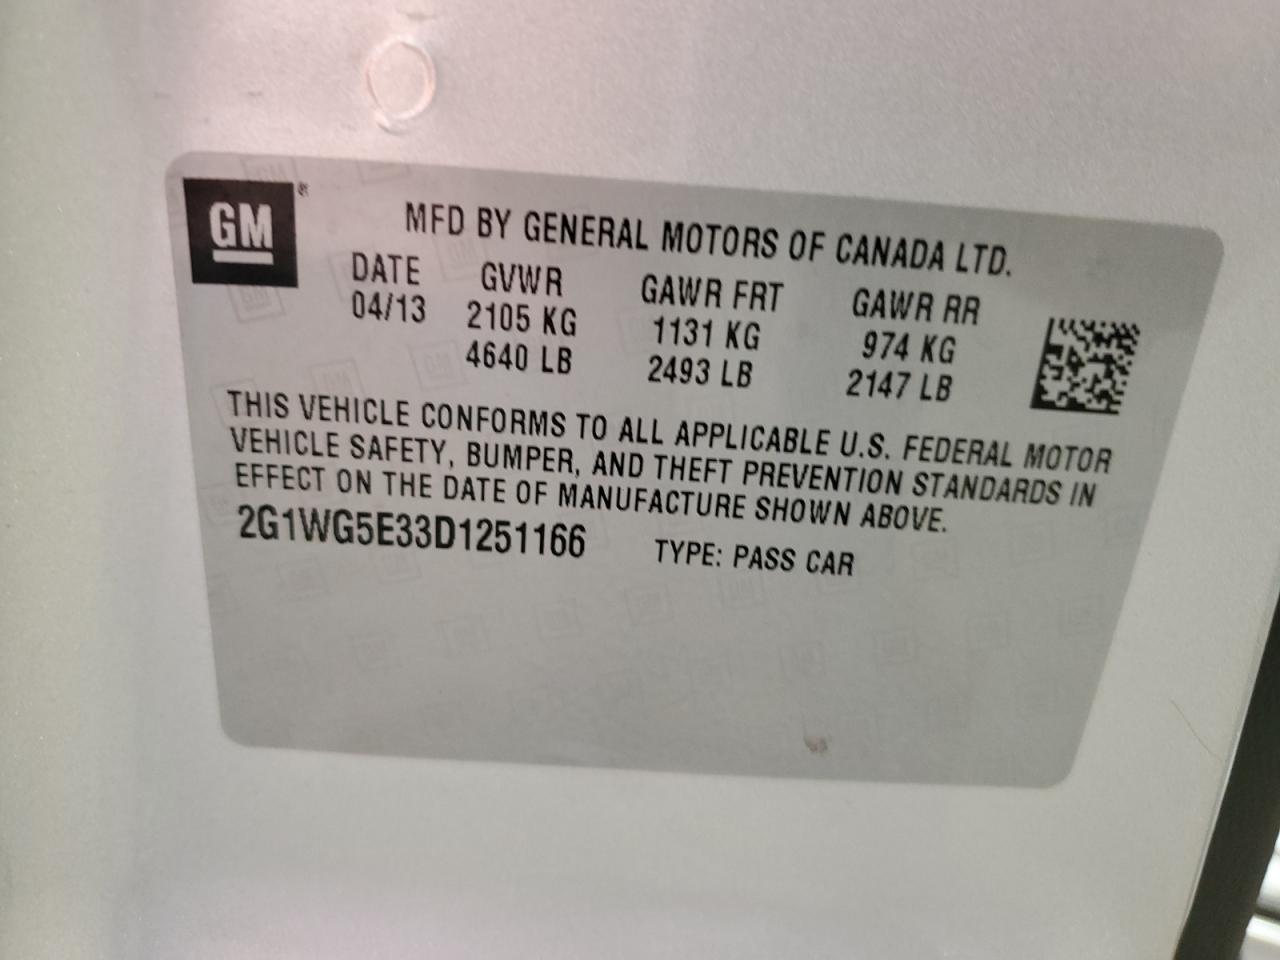 GM
MFD BY GENERAL MOTORS OF CANADA LTD.
DATE GVWR GAWR FRT GAWR RR
04/13 2105 KG 1131 KG 974 KG
4640 LB 2493 LB 2147 LB
THIS VEHICLE CONFORMS TO ALL APPLICABLE U.S. FEDERAL MOTOR
VEHICLE SAFETY, BUMPER, AND THEFT PREVENTION STANDARDS IN
EFFECT ON THE DATE OF MANUFACTURE SHOWN ABOVE.
2G1WG5E33D1251166 TYPE: PASS CAR